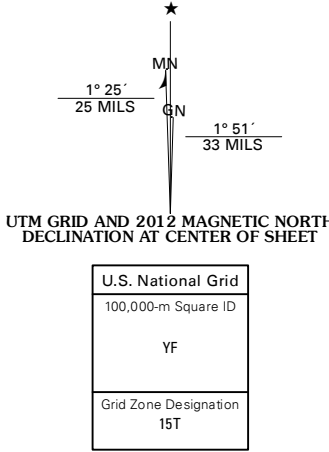 ★
MN
1° 25´
25 MILS
GN
1° 51´
33 MILS
UTM GRID AND 2012 MAGNETIC NORTH
DECLINATION AT CENTER OF SHEET
U.S. National Grid
100,000-m Square ID
YF
Grid Zone Designation
15T